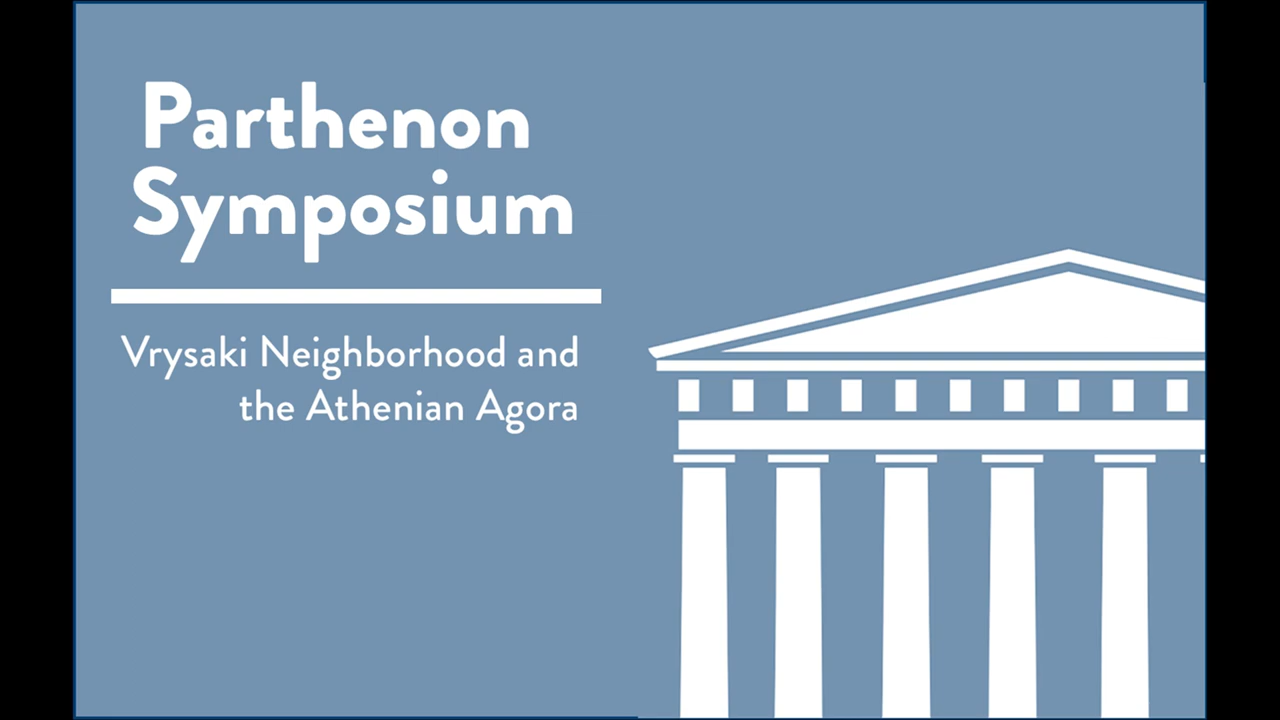 Parthenon
Symposium
Vrysaki Neighborhood and
the Athenian Agora